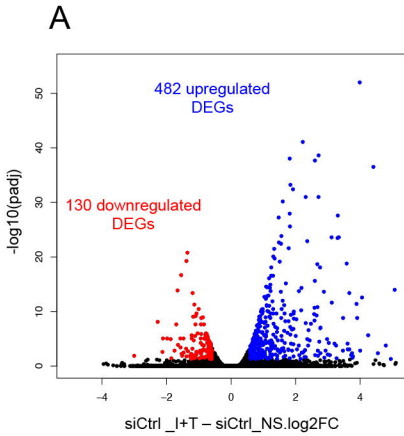 A
482 upregulated
DEGs
130 downregulated
DEGs
-log10(padj)
50
40
30
20
10
0
−4
−2
0
2
4
siCtrl _I+T – siCtrl_NS.log2FC